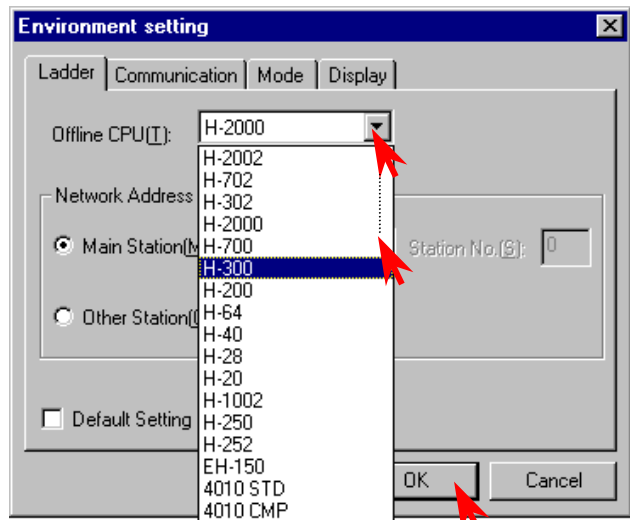 Environment setting
Ladder Communication Mode Display
Offline CPU(T): H-2000
H-2002
H-702
Network Address H-302
H-2000
Main Station(M H-700 Station No.(S): 0
H-300
H-200
Other Station( H-64
H-40
H-28
H-20
H-1002
Default Setting H-250
H-252
EH-150
4010 STD OK Cancel
4010 CMP